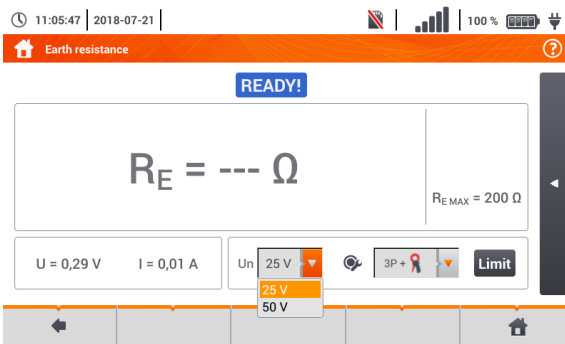 11:05:47 2018-07-21 100 %
Earth resistance ?
READY!
RE = --- Ω
RE MAX = 200 Ω
U = 0,29 V I = 0,01 A Un 25 V 3P + Limit
25 V
50 V